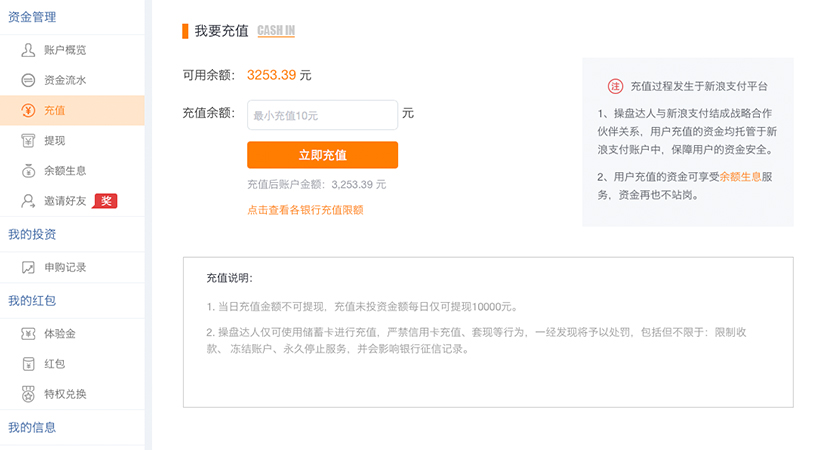 资金管理
账户概览
资金流水
充值
提现
余额生息
邀请好友 奖
我的投资
申购记录
我的红包
体验金
红包
特权兑换
我的信息
我要充值 CASH IN
可用余额： 3253.39 元
充值余额： 最小充值10元 元
立即充值
充值后账户金额：3,253.39 元
点击查看各银行充值限额
注 充值过程发生于新浪支付平台
1、操盘达人与新浪支付结成战略合作
伙伴关系，用户充值的资金均托管于新
浪支付账户中，保障用户的资金安全。
2、用户充值的资金可享受余额生息服
务，资金再也不站岗。
充值说明：
1. 当日充值金额不可提现，充值未投资金额每日仅可提现10000元。
2. 操盘达人仅可使用储蓄卡进行充值，严禁信用卡充值、套现等行为，一经发现将予以处罚，包括但不限于：限制收
款、 冻结账户、永久停止服务，并会影响银行征信记录。